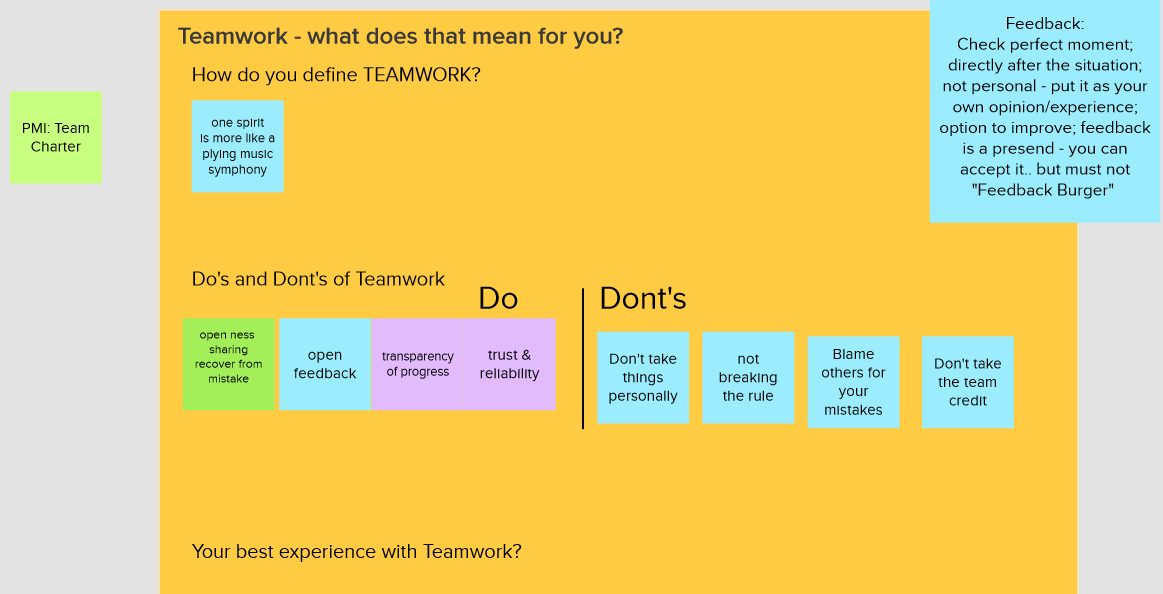 Teamwork - what does that mean for you?
How do you define TEAMWORK?
PMI: Team
Charter
one spirit
is more like a
plying music
symphony
Feedback:
Check perfect moment;
directly after the situation;
not personal - put it as your
own opinion/experience;
option to improve; feedback
is a presend - you can
accept it.. but must not
"Feedback Burger"
Do's and Dont's of Teamwork
Do
Dont's
open ness
sharing
recover from
mistake
open
feedback
transparency
of progress
trust &
reliability
Don't take
things
personally
not
breaking
the rule
Blame
others for
your
mistakes
Don't take
the team
credit
Your best experience with Teamwork?